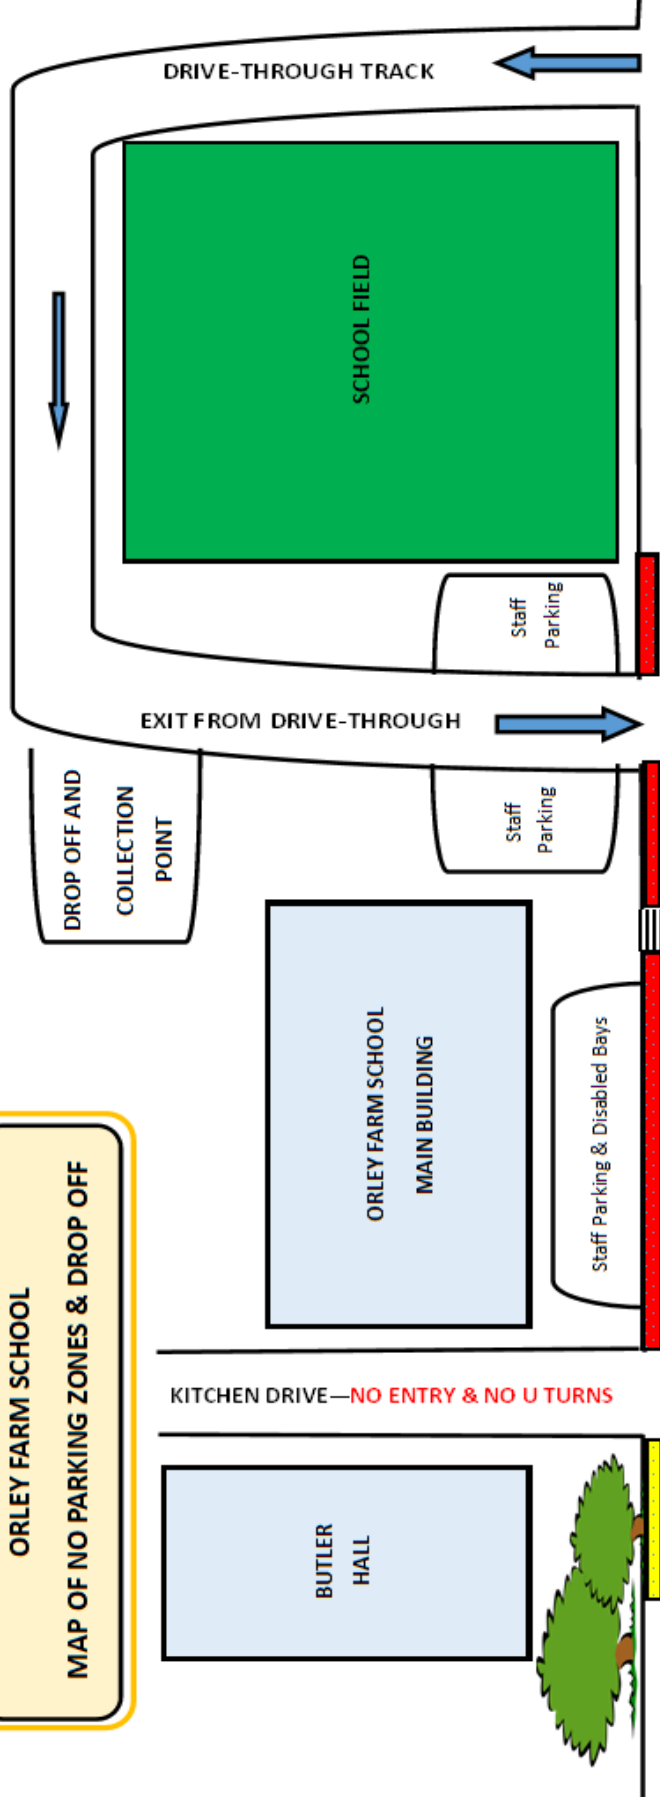 DRIVE-THROUGH TRACK
SCHOOL FIELD
Staff
Parking
EXIT FROM DRIVE-THROUGH
DROP OFF AND
COLLECTION
POINT
Staff
Parking
ORLEY FARM SCHOOL
MAIN BUILDING
Staff Parking & Disabled Bays
ORLEY FARM SCHOOL
MAP OF NO PARKING ZONES & DROP OFF
KITCHEN DRIVE—NO ENTRY & NO U TURNS
BUTLER
HALL